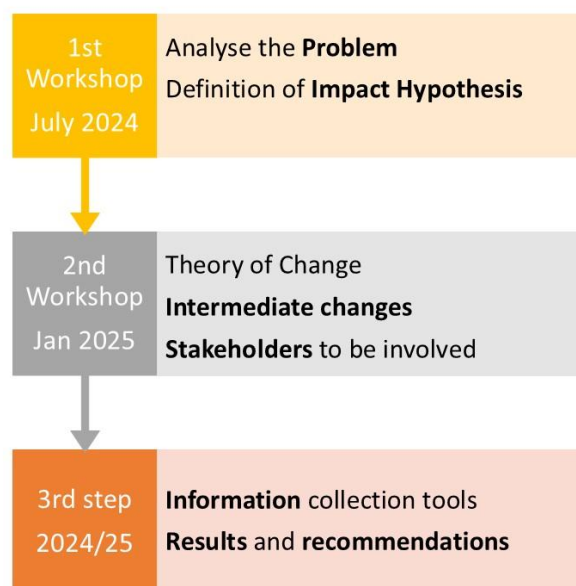 1st
Workshop
July 2024
Analyse the Problem
Definition of Impact Hypothesis
2nd
Workshop
Jan 2025
Theory of Change
Intermediate changes
Stakeholders to be involved
3rd step
2024/25
Information collection tools
Results and recommendations